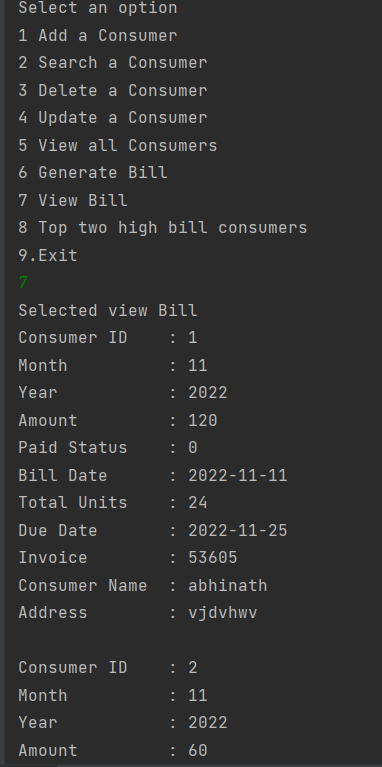 Select an option
1 Add a Consumer
2 Search a Consumer
3 Delete a Consumer
4 Update a Consumer
5 View all Consumers
6 Generate Bill
7 View Bill
8 Top two high bill consumers
9.Exit
7
Selected view Bill
Consumer ID    : 1
Month          : 11
Year           : 2022
Amount         : 120
Paid Status    : 0
Bill Date      : 2022-11-11
Total Units    : 24
Due Date       : 2022-11-25
Invoice        : 53605
Consumer Name  : abhinath
Address        : vjdvhwv
Consumer ID    : 2
Month          : 11
Year           : 2022
Amount         : 60